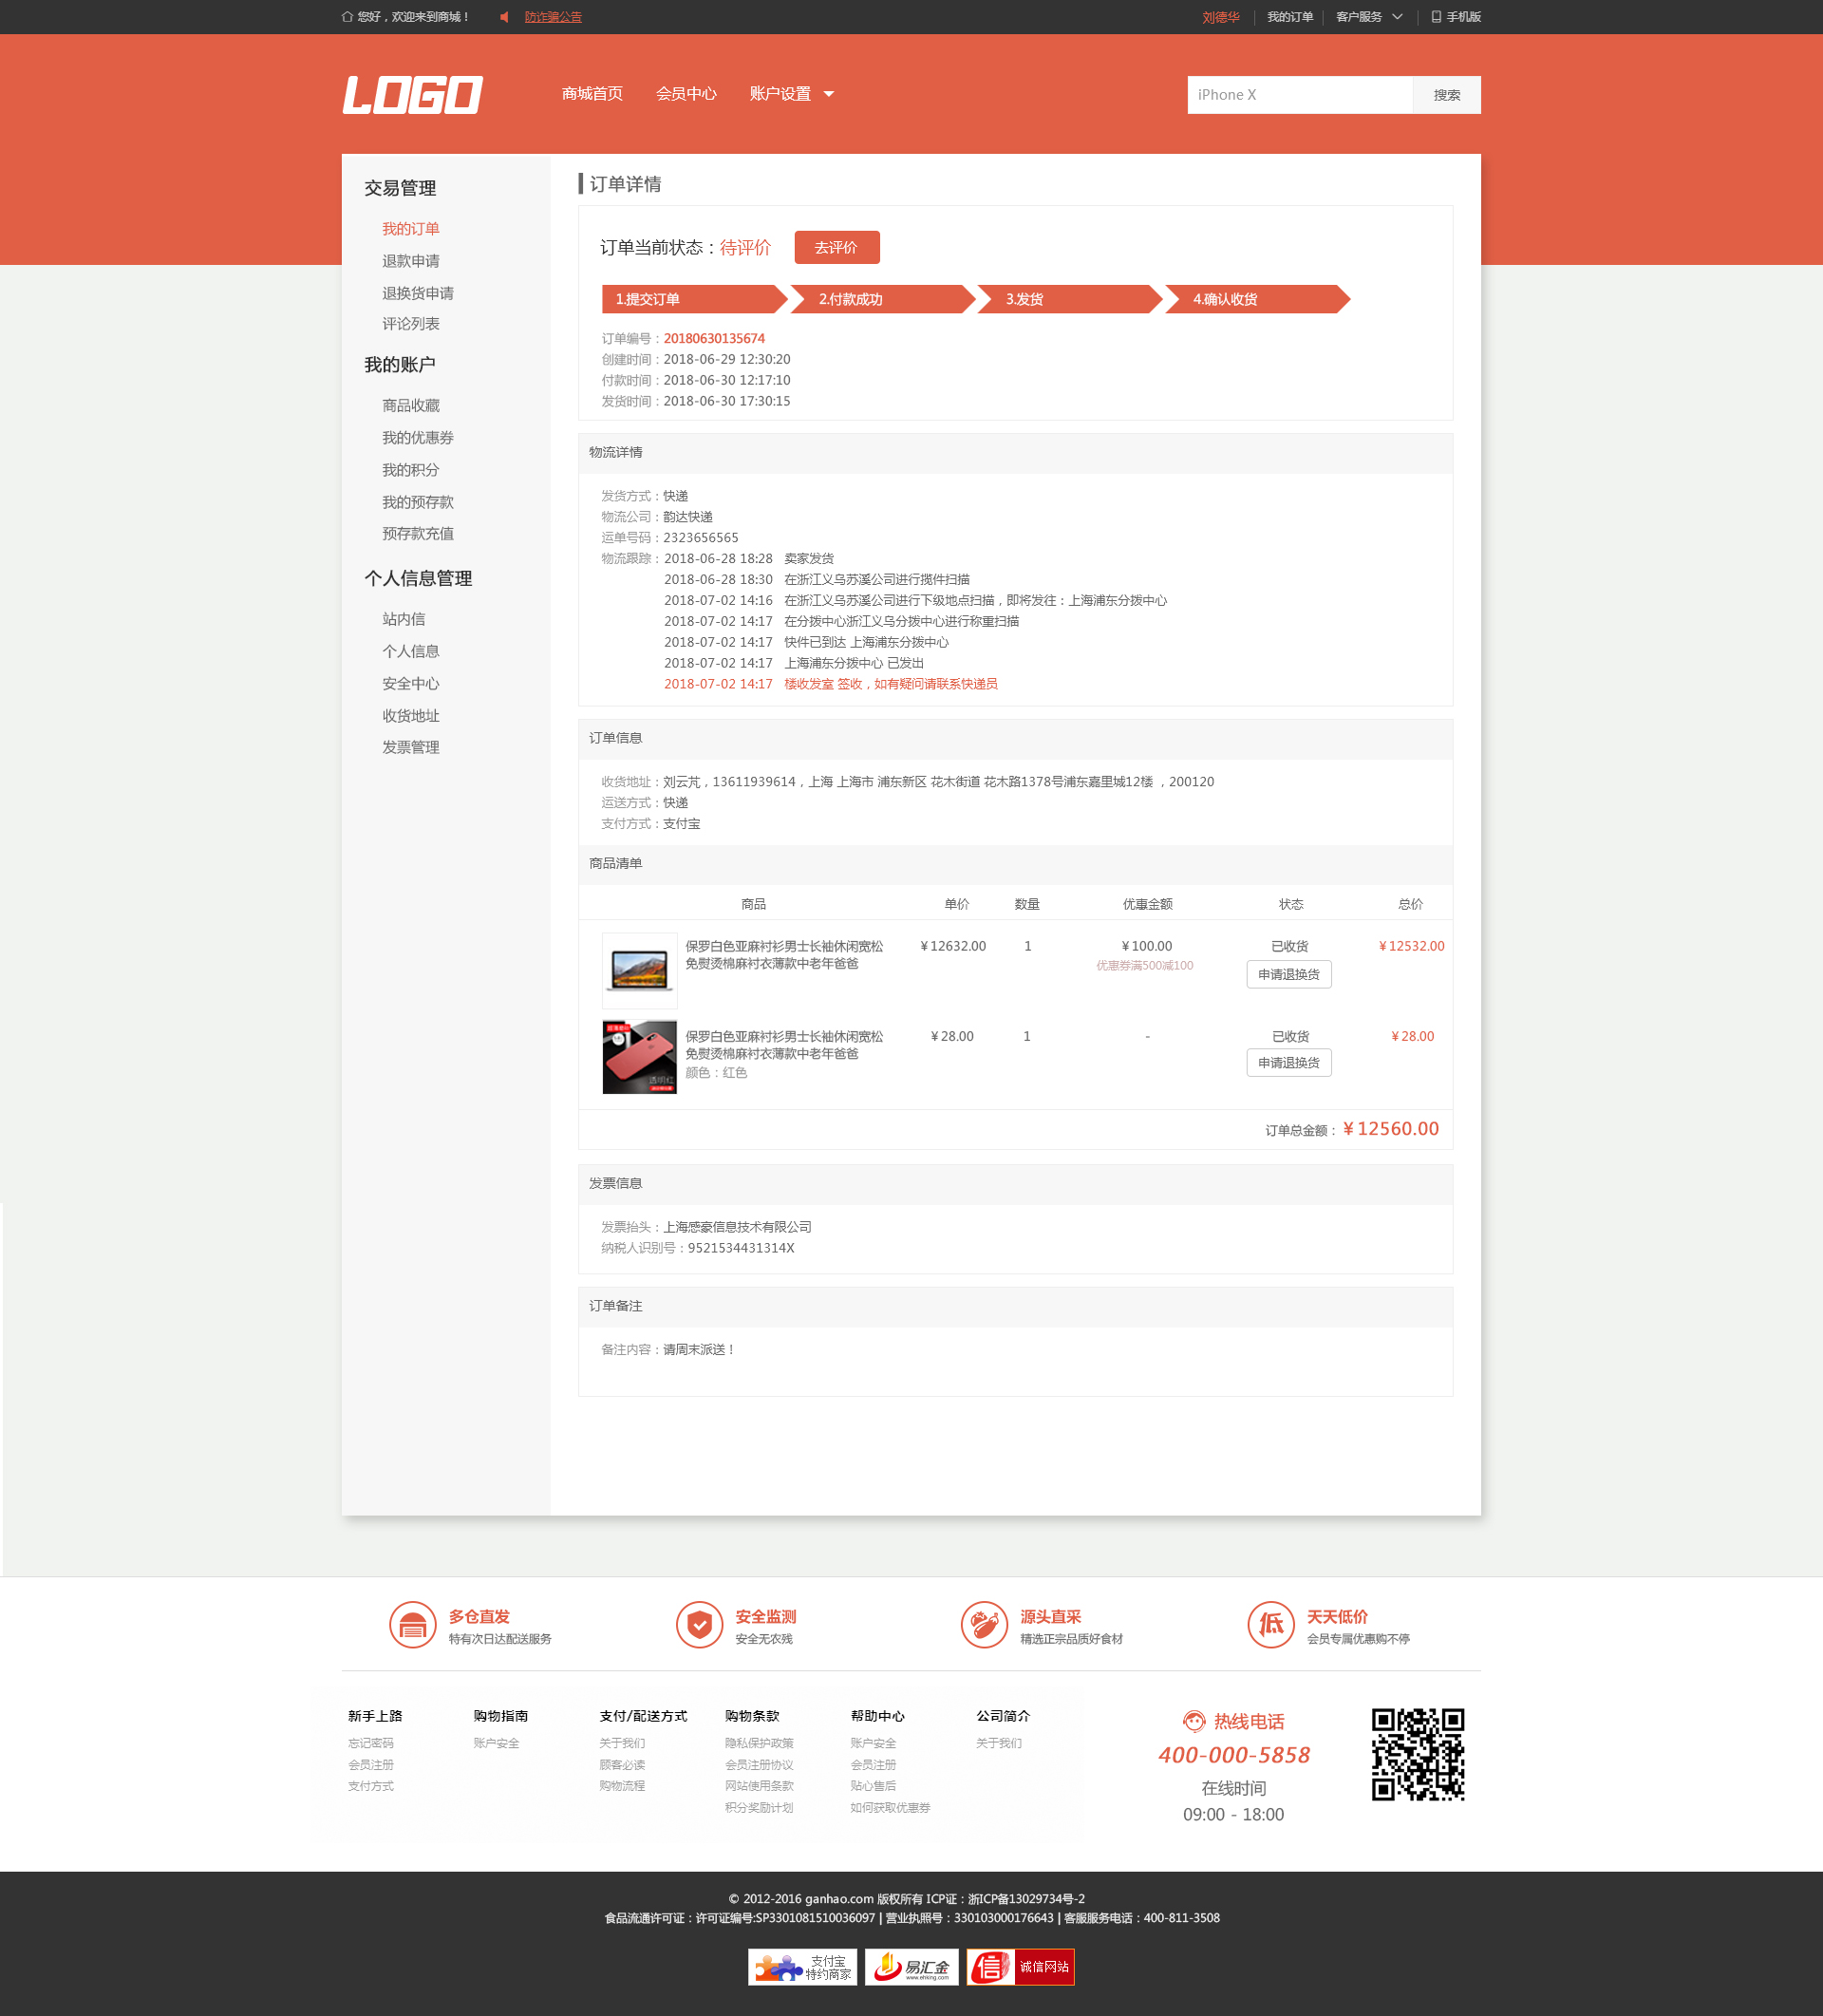 您好，欢迎来到商城！ 防诈骗公告 刘德华 我的订单 客户服务 手机版
LOGO 商城首页 会员中心 账户设置 iPhone X 搜索
交易管理
我的订单
退款申请
退换货申请
评论列表
我的账户
商品收藏
我的优惠券
我的积分
我的预存款
预存款充值
个人信息管理
站内信
个人信息
安全中心
收货地址
发票管理
订单详情
订单当前状态：待评价 去评价
1.提交订单 2.付款成功 3.发货 4.确认收货
订单编号：20180630135674
创建时间：2018-06-29 12:30:20
付款时间：2018-06-30 12:17:10
发货时间：2018-06-30 17:30:15
物流详情
发货方式：快递
物流公司：韵达快递
运单号码：2323656565
物流跟踪：2018-06-28 18:28 卖家发货
2018-06-28 18:30 在浙江义乌苏溪公司进行揽件扫描
2018-07-02 14:16 在浙江义乌苏溪公司进行下级地点扫描，即将发往：上海浦东分拨中心
2018-07-02 14:17 在分拨中心浙江义乌分拨中心进行称重扫描
2018-07-02 14:17 快件已到达 上海浦东分拨中心
2018-07-02 14:17 上海浦东分拨中心 已发出
2018-07-02 14:17 楼收发室 签收，如有疑问请联系快递员
订单信息
收货地址：刘云芃，13611939614，上海 上海市 浦东新区 花木街道 花木路1378号浦东嘉里城12楼 ，200120
运送方式：快递
支付方式：支付宝
商品清单
商品 单价 数量 优惠金额 状态 总价
保罗白色亚麻衬衫男士长袖休闲宽松 ￥12632.00 1 ￥100.00 已收货 ￥12532.00
免熨烫棉麻衬衣薄款中老年爸爸 优惠券满500减100 申请退换货
保罗白色亚麻衬衫男士长袖休闲宽松 ￥28.00 1 - 已收货 ￥28.00
免熨烫棉麻衬衣薄款中老年爸爸 申请退换货
颜色：红色
透明红
订单总金额：￥12560.00
发票信息
发票抬头：上海感豪信息技术有限公司
纳税人识别号：9521534431314X
订单备注
备注内容：请周末派送！
多仓直发 安全监测 源头直采 低 天天低价
特有次日达配送服务 安全无农残 精选正宗品质好食材 会员专属优惠购不停
新手上路 购物指南 支付/配送方式 购物条款 帮助中心 公司简介
忘记密码 账户安全 关于我们 隐私保护政策 账户安全 关于我们
会员注册 顾客必读 会员注册协议 会员注册
支付方式 购物流程 网站使用条款 贴心售后
积分奖励计划 如何获取优惠券
热线电话
400-000-5858
在线时间
09:00 - 18:00
© 2012-2016 ganhao.com 版权所有 ICP证：浙ICP备13029734号-2
食品流通许可证：许可证编号:SP3301081510036097 | 营业执照号：330103000176643 | 客服服务电话：400-811-3508
支付宝
特约商家
易汇金
www.ehking.com
信 诚信网站